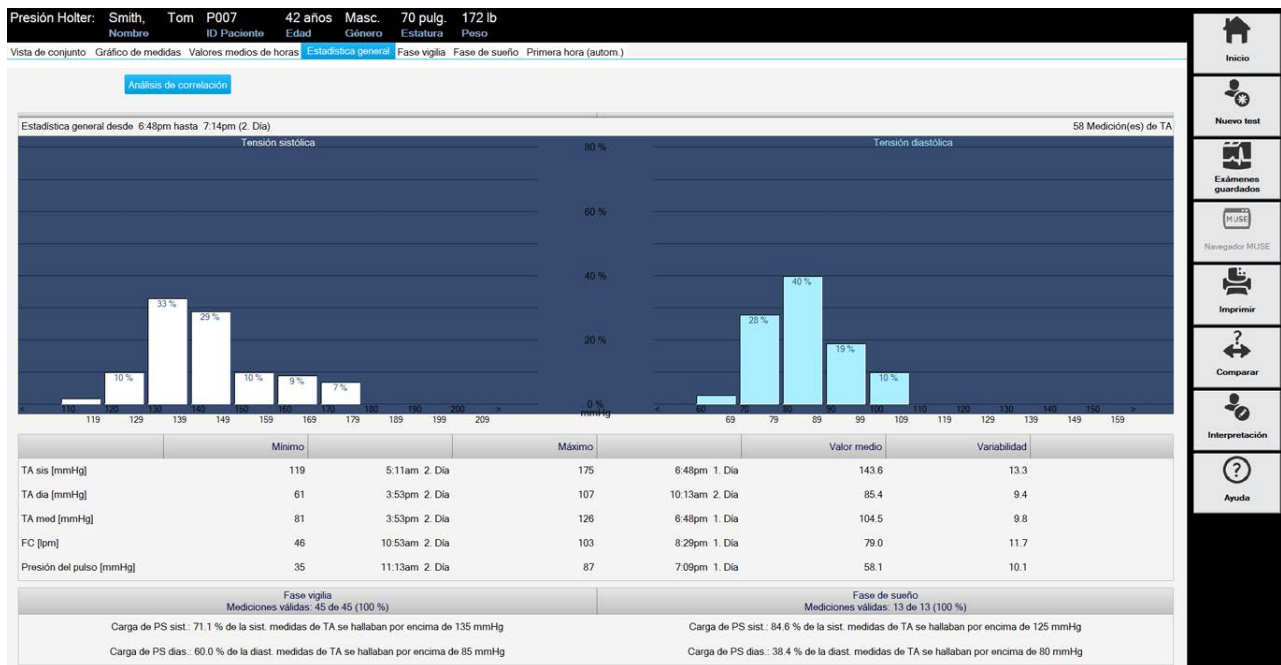 Presión Holter: Smith, Tom P007 42 años Masc. 70 pulg. 172 lb
Nombre ID Paciente Edad Género Estatura Peso
Vista de conjunto Gráfico de medidas Valores medios de horas Estadística general Fase vigilia Fase de sueño Primera hora (autom.)
Análisis de correlación
Estadística general desde 6:48pm hasta 7:14pm (2. Día) 58 Medición(es) de TA
Tensión sistólica 80 % Tensión diastólica
60 %
40 %
20 %
0 %
mmHg
33 %
29 %
10 %
10 %
9 %
7 %
40 %
28 %
19 %
10 %
< 110 120 130 140 150 160 170 180 190 200 >
119 129 139 149 159 169 179 189 199 209
< 60 70 80 90 100 110 120 130 140 150 >
69 79 89 99 109 119 129 139 149 159
Mínimo Máximo Valor medio Variabilidad
TA sis [mmHg] 119 5:11am 2. Día 175 6:48pm 1. Día 143.6 13.3
TA dia [mmHg] 61 3:53pm 2. Día 107 10:13am 2. Día 85.4 9.4
TA med [mmHg] 81 3:53pm 2. Día 126 6:48pm 1. Día 104.5 9.8
FC [lpm] 46 10:53am 2. Día 103 8:29pm 1. Día 79.0 11.7
Presión del pulso [mmHg] 35 11:13am 2. Día 87 7:09pm 1. Día 58.1 10.1
Fase vigilia
Mediciones válidas: 45 de 45 (100 %)
Fase de sueño
Mediciones válidas: 13 de 13 (100 %)
Carga de PS sist.: 71.1 % de la sist. medidas de TA se hallaban por encima de 135 mmHg
Carga de PS dias.: 60.0 % de la diast. medidas de TA se hallaban por encima de 85 mmHg
Carga de PS sist.: 84.6 % de la sist. medidas de TA se hallaban por encima de 125 mmHg
Carga de PS dias.: 38.4 % de la diast. medidas de TA se hallaban por encima de 80 mmHg
Inicio
Nuevo test
Exámenes
guardados
MUSE
Navegador MUSE
Imprimir
Comparar
Interpretación
Ayuda